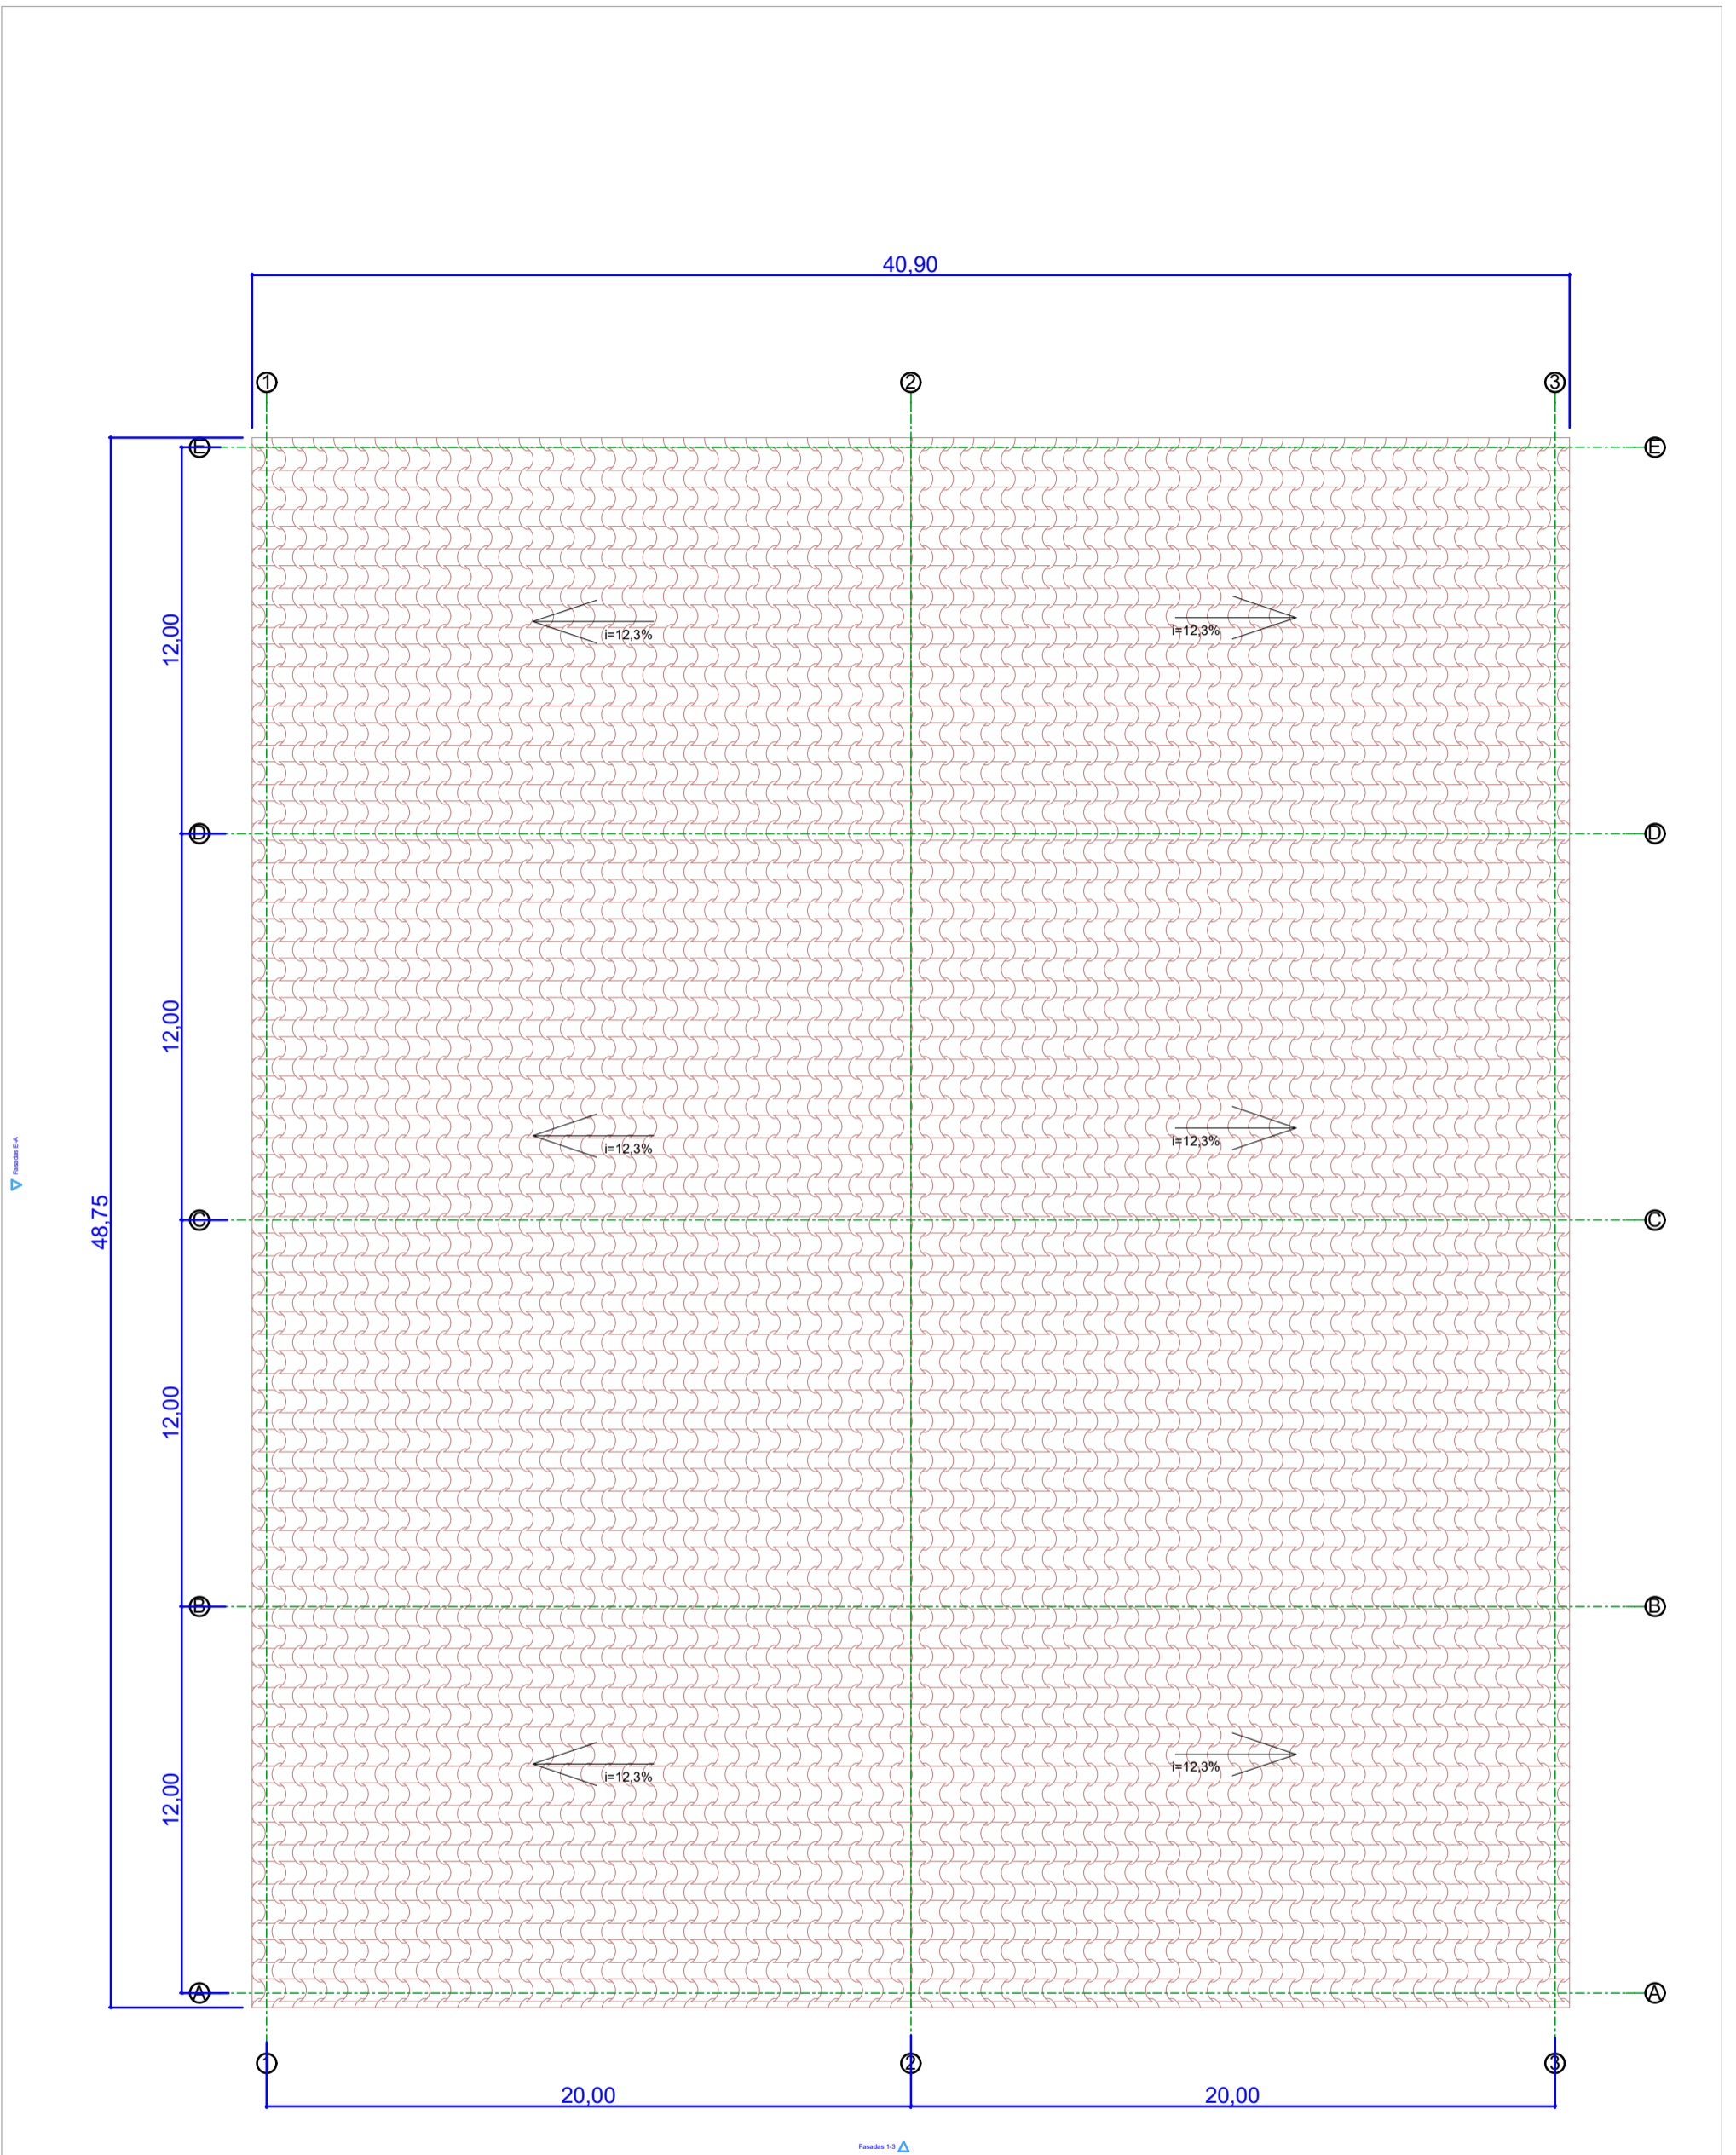 40,90
1 2 3
E E
12,00
i=12,3% i=12,3%
D D
12,00
i=12,3% i=12,3%
Fasadas E-A
48,75
C C
12,00
B B
i=12,3% i=12,3%
12,00
A A
1 2 3
20,00 20,00
Fasadas 1-3